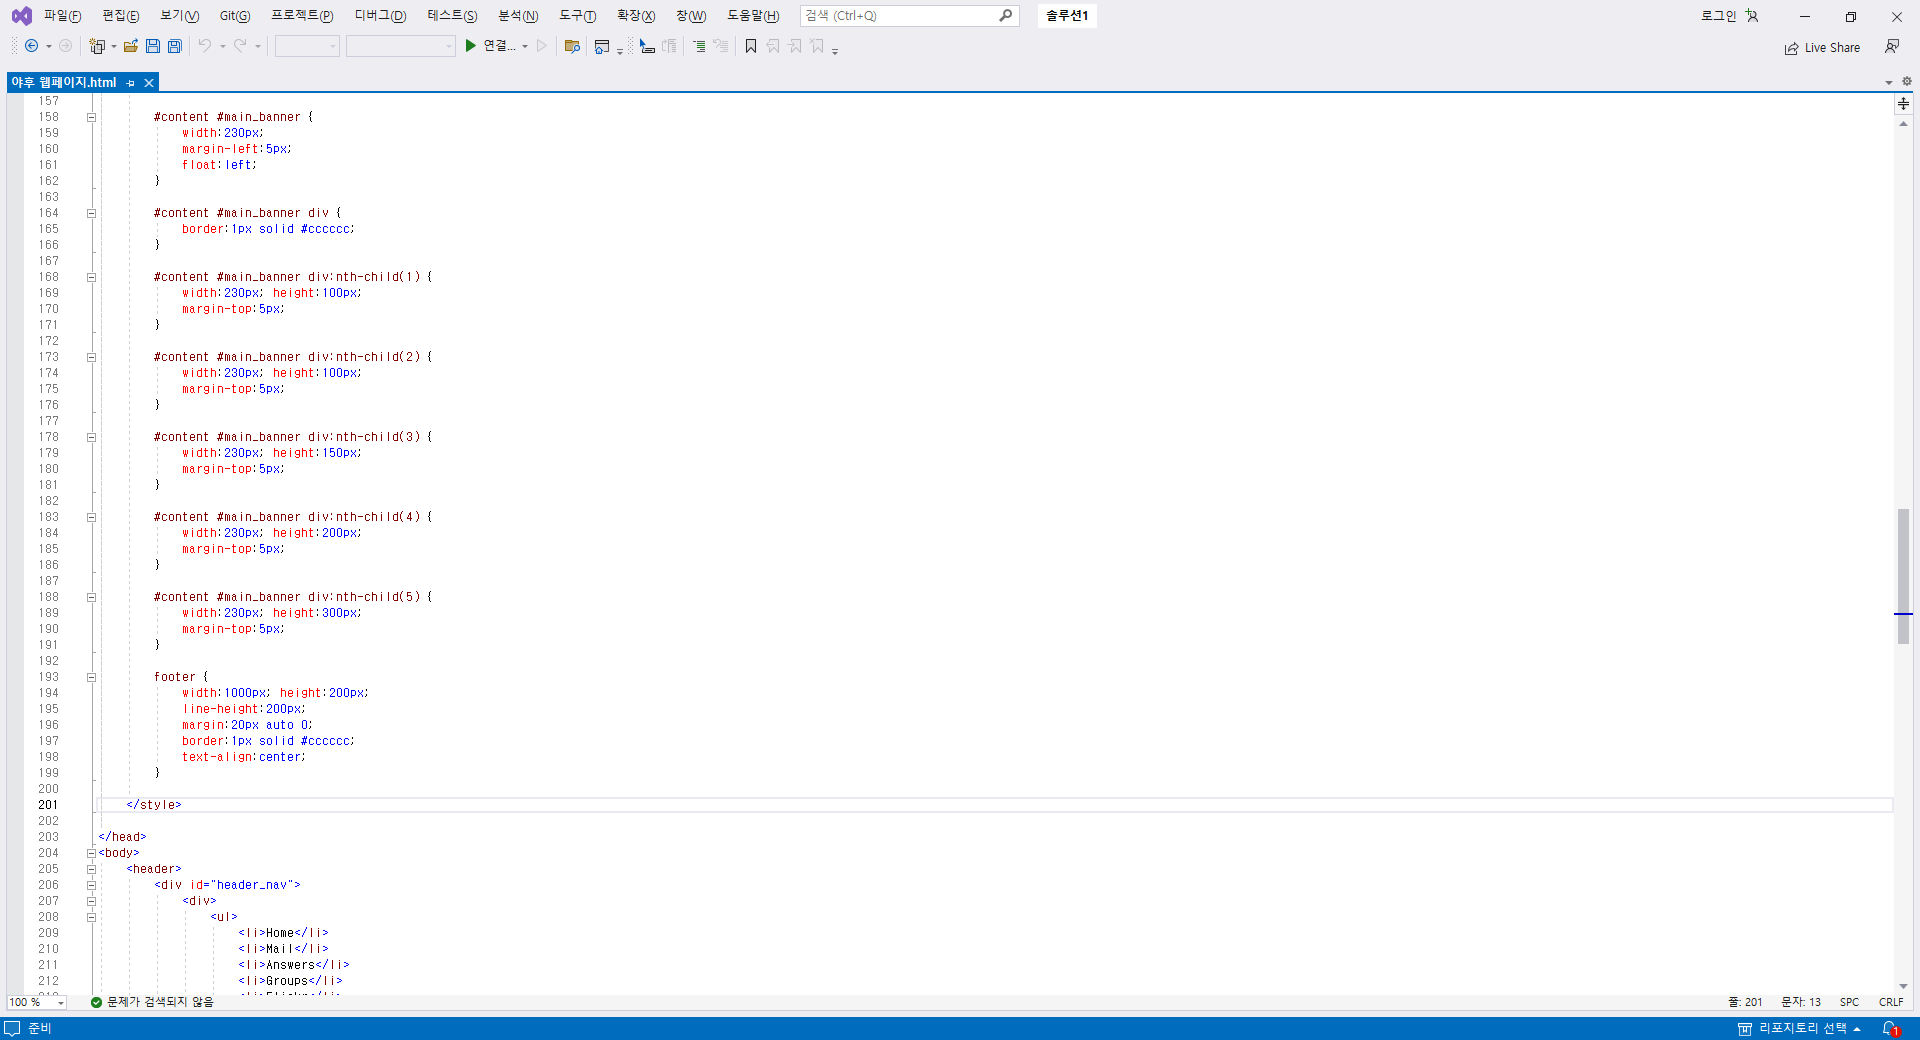 파일(F) 편집(E) 보기(V) Git(G) 프로젝트(P) 디버그(D) 테스트(S) 분석(N) 도구(T) 확장(X) 창(W) 도움말(H) 검색 (Ctrl+Q) 솔루션1 로그인
연결... Live Share
야후 웹페이지.html
157
158 #content #main_banner {
159 width:230px;
160 margin-left:5px;
161 float:left;
162 }
163
164 #content #main_banner div {
165 border:1px solid #cccccc;
166 }
167
168 #content #main_banner div:nth-child(1) {
169 width:230px; height:100px;
170 margin-top:5px;
171 }
172
173 #content #main_banner div:nth-child(2) {
174 width:230px; height:100px;
175 margin-top:5px;
176 }
177
178 #content #main_banner div:nth-child(3) {
179 width:230px; height:150px;
180 margin-top:5px;
181 }
182
183 #content #main_banner div:nth-child(4) {
184 width:230px; height:200px;
185 margin-top:5px;
186 }
187
188 #content #main_banner div:nth-child(5) {
189 width:230px; height:300px;
190 margin-top:5px;
191 }
192
193 footer {
194 width:1000px; height:200px;
195 line-height:200px;
196 margin:20px auto 0;
197 border:1px solid #cccccc;
198 text-align:center;
199 }
200
201 </style>
202
203 </head>
204 <body>
205 <header>
206 <div id="header_nav">
207 <div>
208 <ul>
209 <li>Home</li>
210 <li>Mail</li>
211 <li>Answers</li>
212 <li>Groups</li>
100 % 문제가 검색되지 않음 줄: 201 문자: 13 SPC CRLF
준비 리포지토리 선택 1